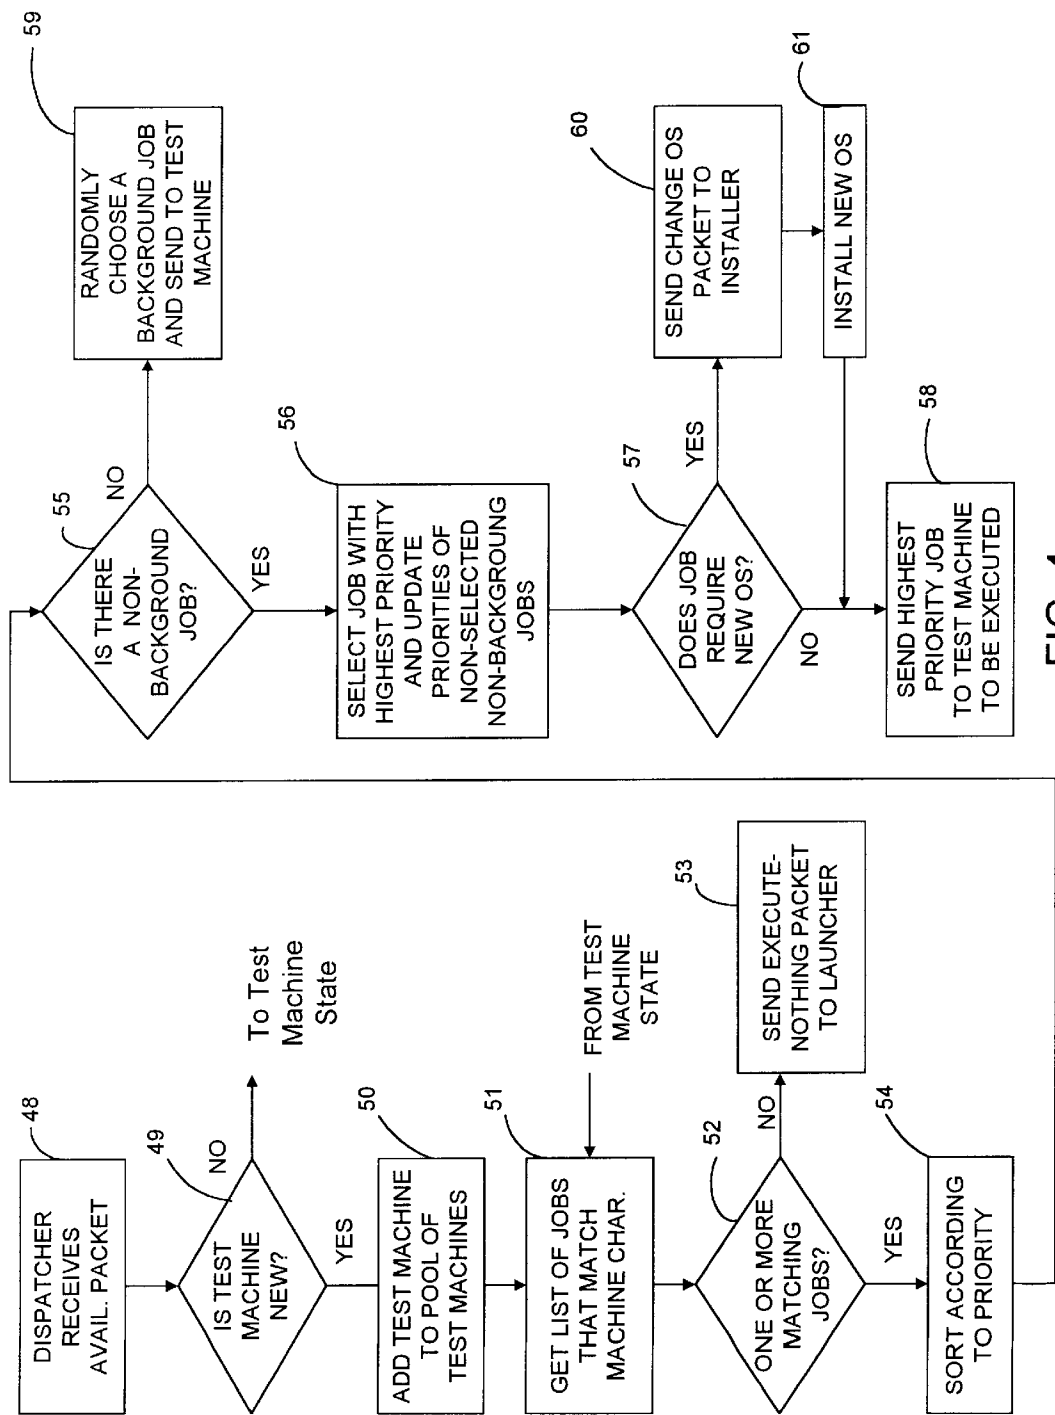 48
DISPATCHER
RECEIVES
AVAIL. PACKET
49
IS TEST
MACHINE
NEW?
NO
To Test
Machine
State
YES
50
ADD TEST MACHINE
TO POOL OF
TEST MACHINES
51
GET LIST OF JOBS
THAT MATCH
MACHINE CHAR.
FROM TEST
MACHINE
STATE
52
ONE OR MORE
MATCHING
JOBS?
NO
53
SEND EXECUTE-
NOTHING PACKET
TO LAUNCHER
YES
54
SORT ACCORDING
TO PRIORITY
55
IS THERE
A NON-
BACKGROUND
JOB?
NO
59
RANDOMLY
CHOOSE A
BACKGROUND JOB
AND SEND TO TEST
MACHINE
YES
56
SELECT JOB WITH
HIGHEST PRIORITY
AND UPDATE
PRIORITIES OF
NON-SELECTED
NON-BACKGROUNG
JOBS
57
DOES JOB
REQUIRE
NEW OS?
YES
60
SEND CHANGE OS
PACKET TO
INSTALLER
61
INSTALL NEW OS
NO
58
SEND HIGHEST
PRIORITY JOB
TO TEST MACHINE
TO BE EXECUTED